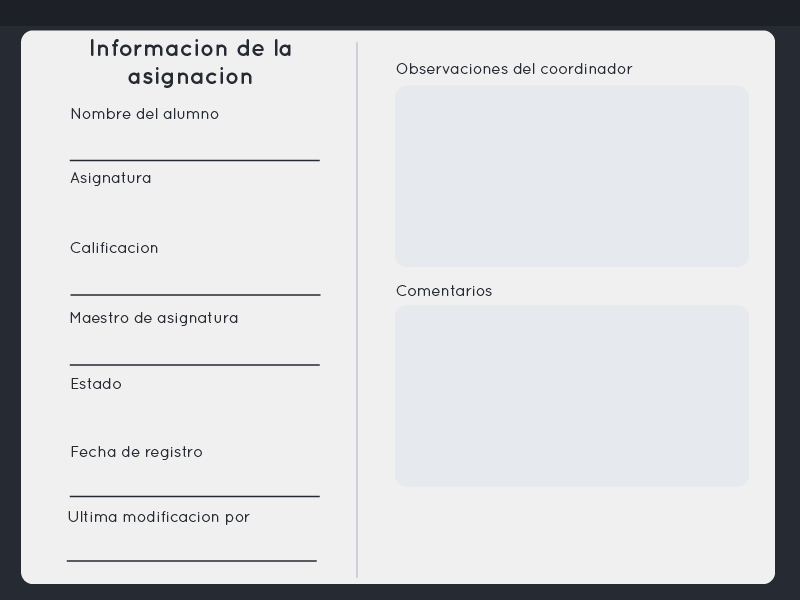 Informacion de la
asignacion
Nombre del alumno
Asignatura
Calificacion
Maestro de asignatura
Estado
Fecha de registro
Ultima modificacion por
Observaciones del coordinador
Comentarios